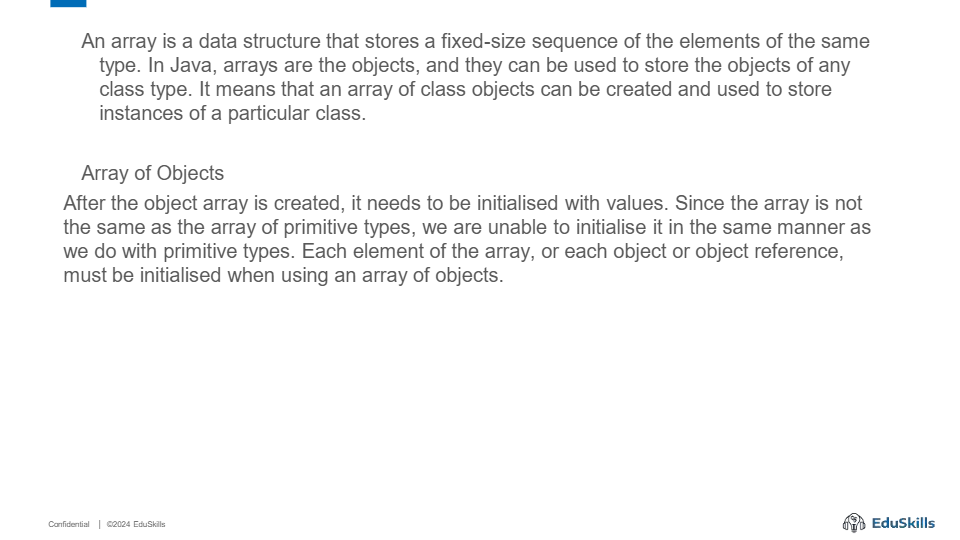 An array is a data structure that stores a fixed-size sequence of the elements of the same
type. In Java, arrays are the objects, and they can be used to store the objects of any
class type. It means that an array of class objects can be created and used to store
instances of a particular class.
Array of Objects
After the object array is created, it needs to be initialised with values. Since the array is not
the same as the array of primitive types, we are unable to initialise it in the same manner as
we do with primitive types. Each element of the array, or each object or object reference,
must be initialised when using an array of objects.
Confidential | ©2024 EduSkills
EduSkills